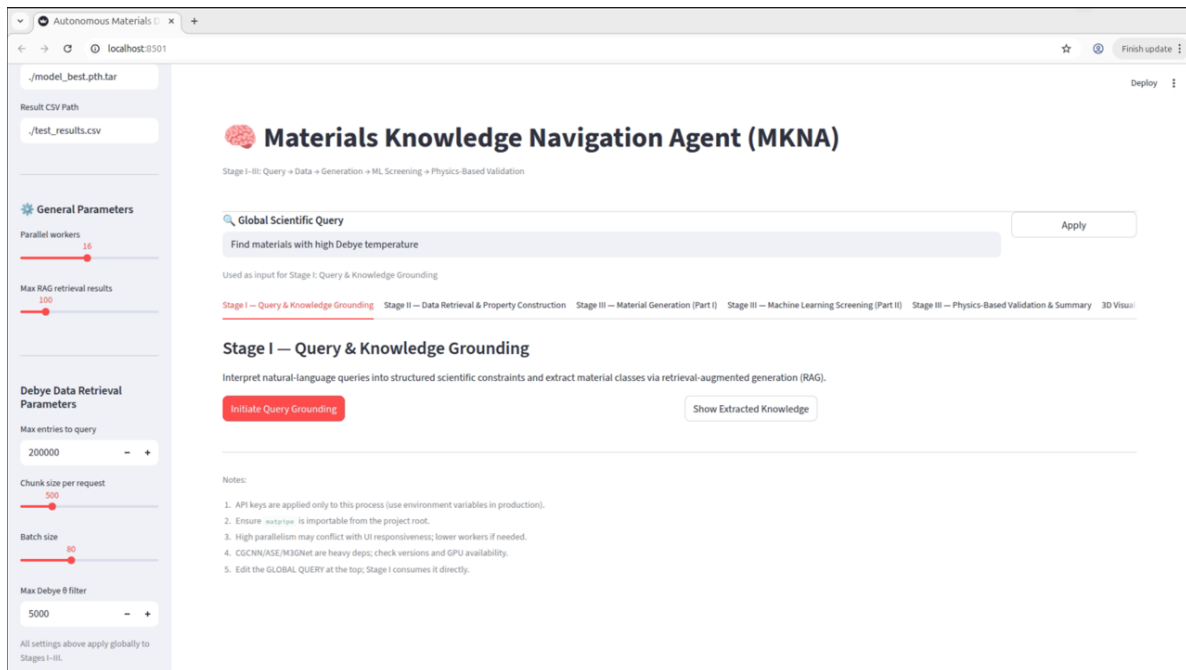 Autonomous Materials D
localhost:8501
Finish update
./model_best.pth.tar
Result CSV Path
./test_results.csv
General Parameters
Parallel workers
16
Max RAG retrieval results
100
Debye Data Retrieval
Parameters
Max entries to query
200000
Chunk size per request
500
Batch size
80
Max Debye θ filter
5000
All settings above apply globally to
Stages I–III.
Deploy
Materials Knowledge Navigation Agent (MKNA)
Stage I–III: Query → Data → Generation → ML Screening → Physics-Based Validation
Global Scientific Query
Apply
Find materials with high Debye temperature
Used as input for Stage I: Query & Knowledge Grounding
Stage I — Query & Knowledge Grounding Stage II — Data Retrieval & Property Construction Stage III — Material Generation (Part I) Stage III — Machine Learning Screening (Part II) Stage III — Physics-Based Validation & Summary 3D Visual
Stage I — Query & Knowledge Grounding
Interpret natural-language queries into structured scientific constraints and extract material classes via retrieval-augmented generation (RAG).
Initiate Query Grounding Show Extracted Knowledge
Notes:
1. API keys are applied only to this process (use environment variables in production).
2. Ensure matpipe is importable from the project root.
3. High parallelism may conflict with UI responsiveness; lower workers if needed.
4. CGCNN/ASE/M3GNet are heavy deps; check versions and GPU availability.
5. Edit the GLOBAL QUERY at the top; Stage I consumes it directly.